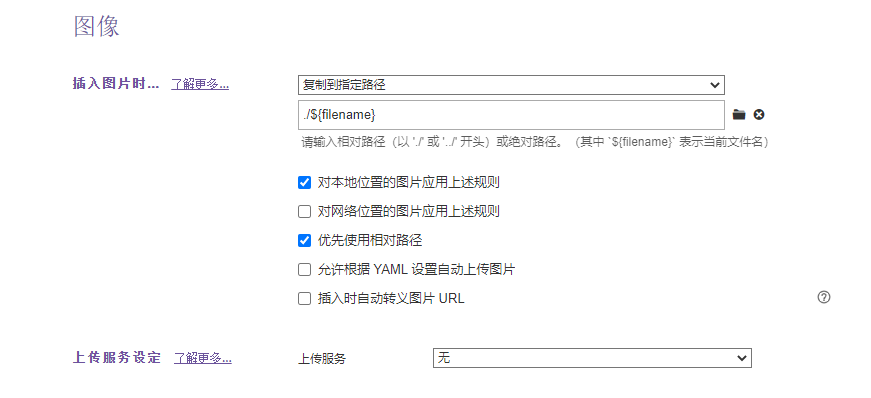 图像
插入图片时... 了解更多... 复制到指定路径
./${filename}
请输入相对路径（以 './' 或 '../' 开头）或绝对路径。（其中 `${filename}` 表示当前文件名）
对本地位置的图片应用上述规则
对网络位置的图片应用上述规则
优先使用相对路径
允许根据 YAML 设置自动上传图片
插入时自动转义图片 URL
上传服务设定 了解更多... 上传服务 无